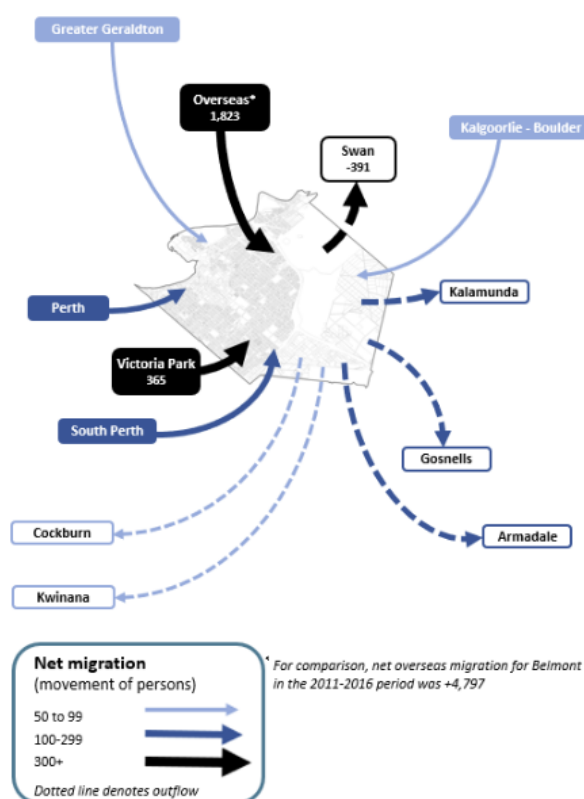 Greater Geraldton
Overseas*
1,823
Kalgoorlie - Boulder
Swan
-391
Perth
Kalamunda
Victoria Park
365
South Perth
Gosnells
Cockburn
Armadale
Kwinana
Net migration
(movement of persons)
50 to 99
100-299
300+
Dotted line denotes outflow
* For comparison, net overseas migration for Belmont
in the 2011-2016 period was +4,797